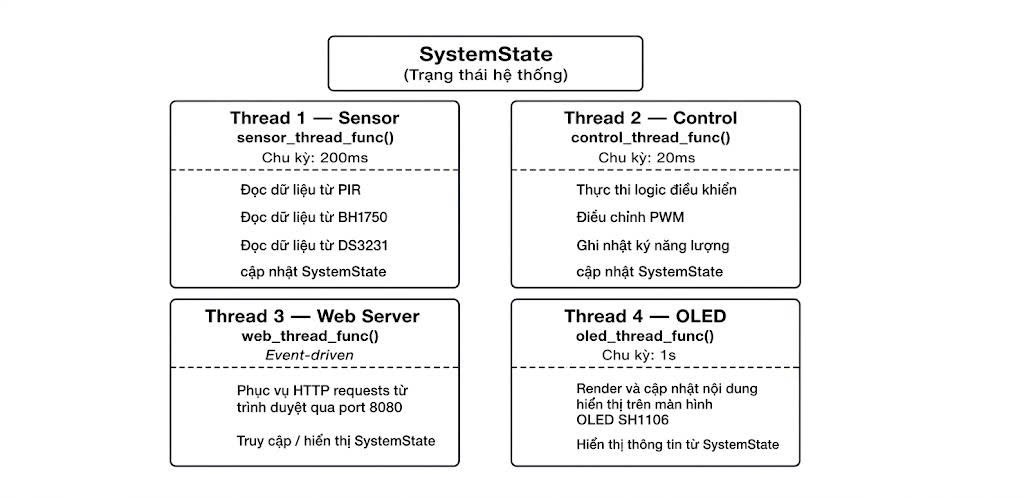 SystemState
(Trạng thái hệ thống)
Thread 1 — Sensor
sensor_thread_func()
Chu kỳ: 200ms
Đọc dữ liệu từ PIR
Đọc dữ liệu từ BH1750
Đọc dữ liệu từ DS3231
cập nhật SystemState
Thread 2 — Control
control_thread_func()
Chu kỳ: 20ms
Thực thi logic điều khiển
Điều chỉnh PWM
Ghi nhật ký năng lượng
cập nhật SystemState
Thread 3 — Web Server
web_thread_func()
Event-driven
Phục vụ HTTP requests từ
trình duyệt qua port 8080
Truy cập / hiển thị SystemState
Thread 4 — OLED
oled_thread_func()
Chu kỳ: 1s
Render và cập nhật nội dung
hiển thị trên màn hình
OLED SH1106
Hiển thị thông tin từ SystemState